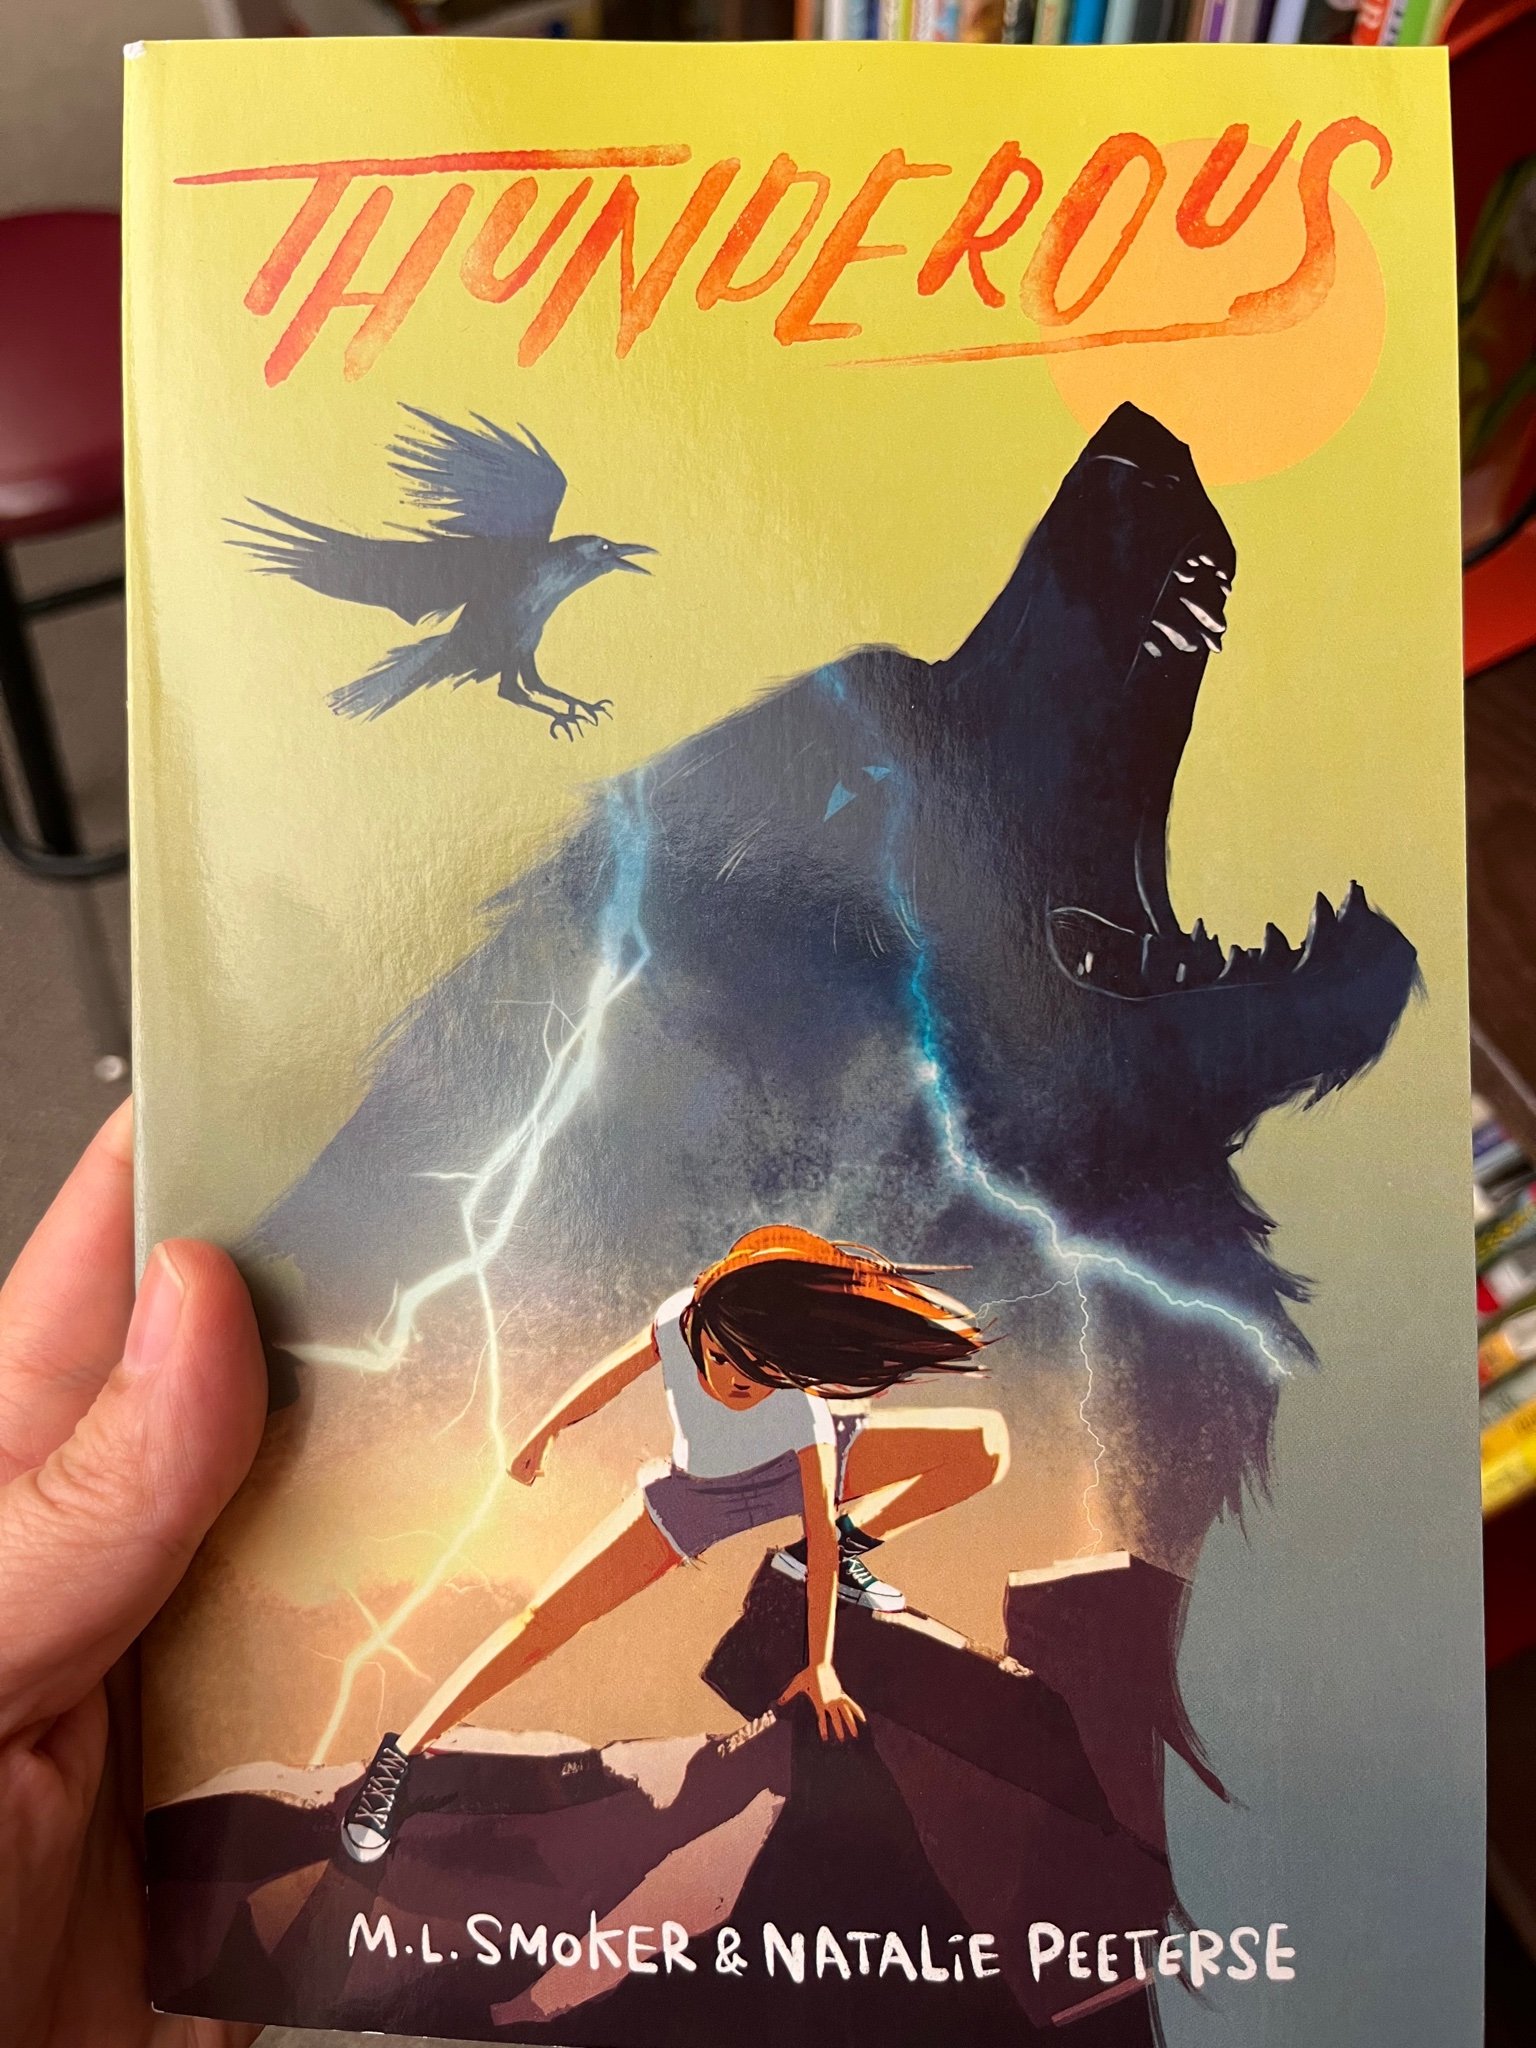 THUNDEROUS
M.L. SMOKER & NATALiE PEETERSE